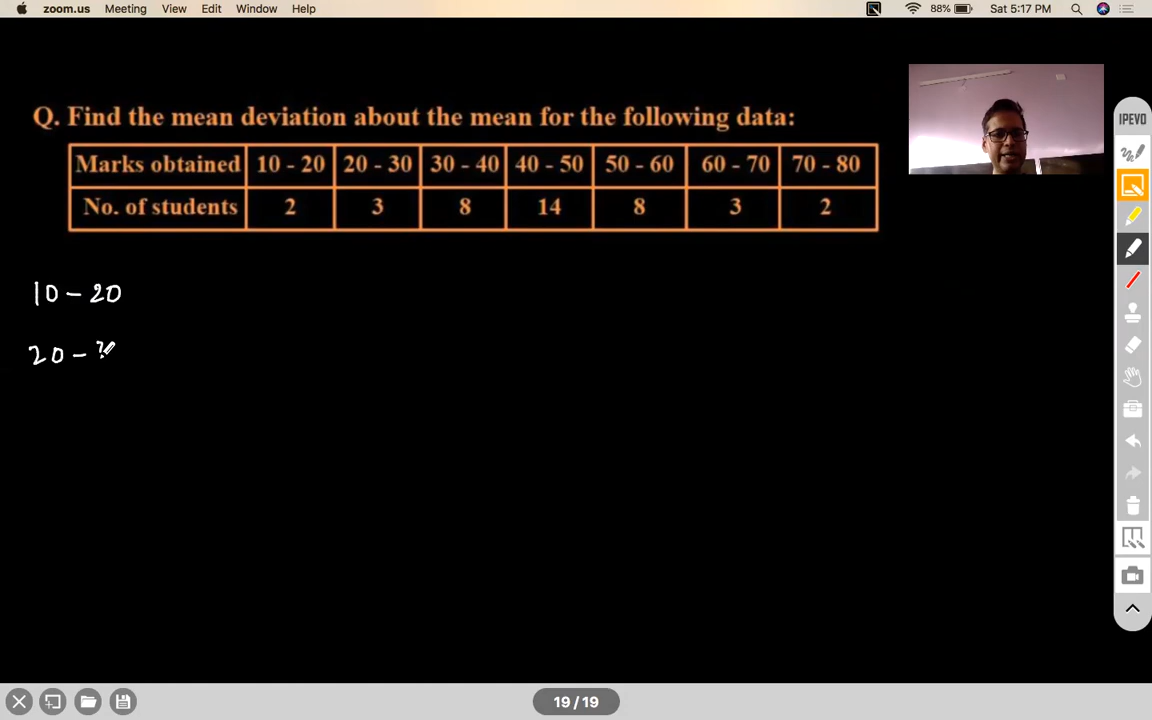 zoom.us Meeting View Edit Window Help 88% Sat 5:17 PM
Q. Find the mean deviation about the mean for the following data:
Marks obtained 10 - 20 20 - 30 30 - 40 40 - 50 50 - 60 60 - 70 70 - 80
No. of students 2 3 8 14 8 3 2
IPEVO
10 - 20
20 -
19 / 19